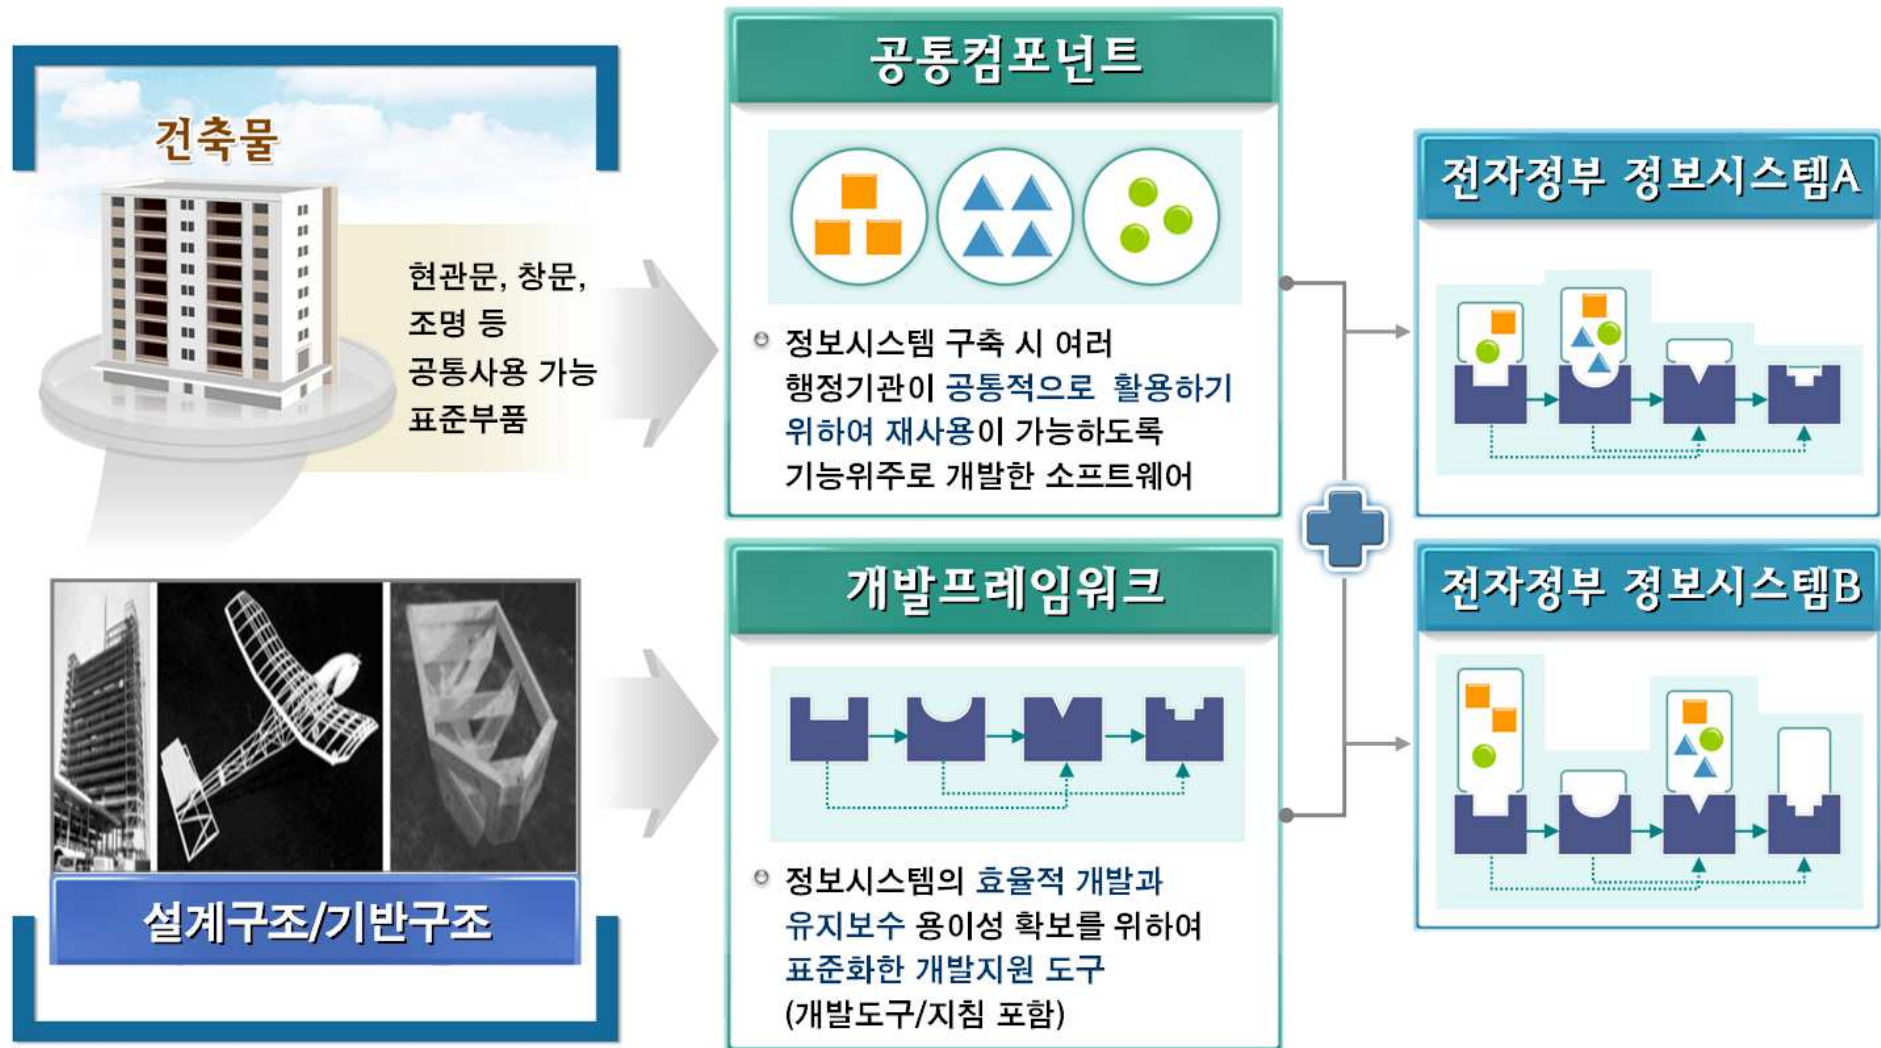 건축물
현관문, 창문,
조명 등
공통사용 가능
표준부품
설계구조/기반구조
공통컴포넌트
정보시스템 구축 시 여러
행정기관이 공통적으로 활용하기
위하여 재사용이 가능하도록
기능위주로 개발한 소프트웨어
개발프레임워크
정보시스템의 효율적 개발과
유지보수 용이성 확보를 위하여
표준화한 개발지원 도구
(개발도구/지침 포함)
전자정부 정보시스템A
전자정부 정보시스템B